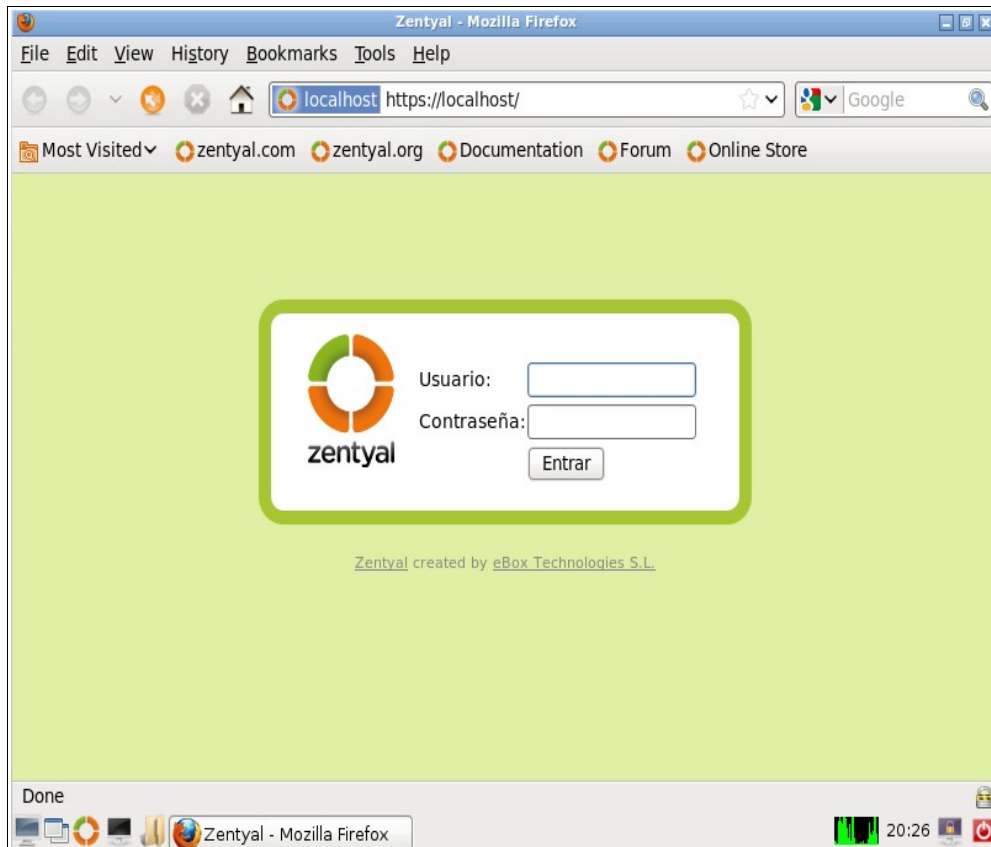 Zentyal - Mozilla Firefox
File Edit View History Bookmarks Tools Help
localhost https://localhost/ Google
Most Visited zentyal.com zentyal.org Documentation Forum Online Store
Usuario:
Contraseña:
zentyal
Entrar
Zentyal created by eBox Technologies S.L.
Done
Zentyal - Mozilla Firefox 20:26